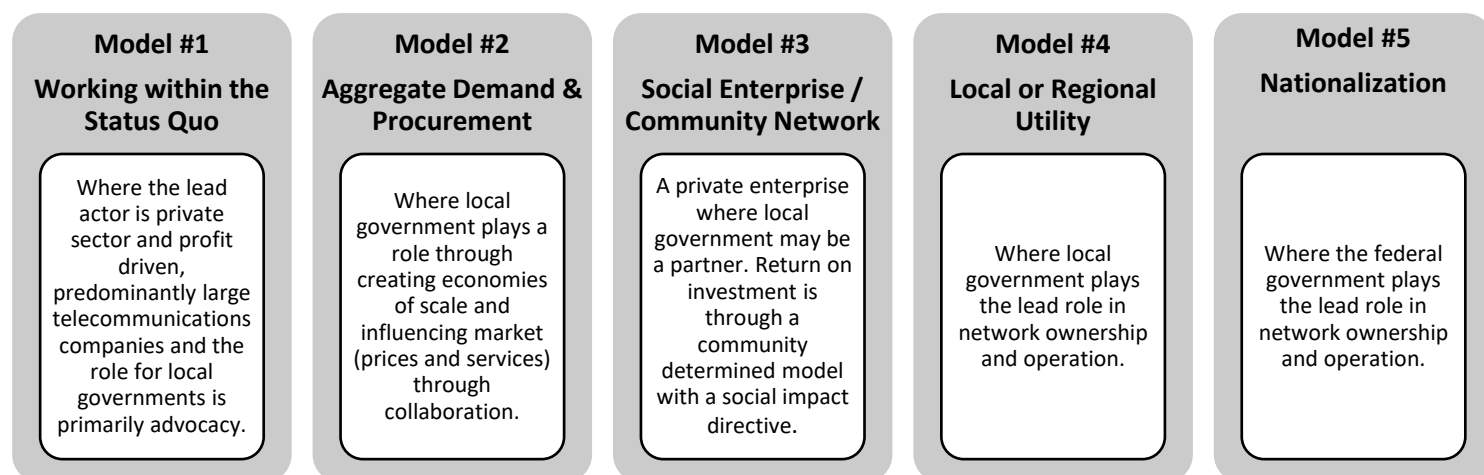 Model #1
Working within the
Status Quo
Where the lead
actor is private
sector and profit
driven,
predominantly large
telecommunications
companies and the
role for local
governments is
primarily advocacy.
Model #2
Aggregate Demand &
Procurement
Where local
government plays a
role through
creating economies
of scale and
influencing market
(prices and services)
through
collaboration.
Model #3
Social Enterprise /
Community Network
A private enterprise
where local
government may be
a partner. Return on
investment is
through a
community
determined model
with a social impact
directive.
Model #4
Local or Regional
Utility
Where local
government plays
the lead role in
network ownership
and operation.
Model #5
Nationalization
Where the federal
government plays
the lead role in
network ownership
and operation.